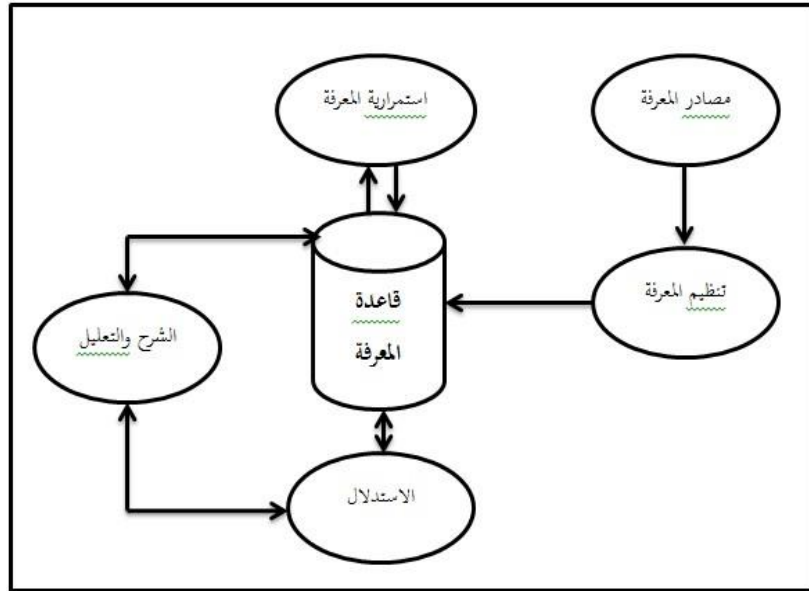 مصادر المعرفة
استمرارية المعرفة
تنظيم المعرفة
قاعدة
المعرفة
الشرح والتعليل
الاستدلال